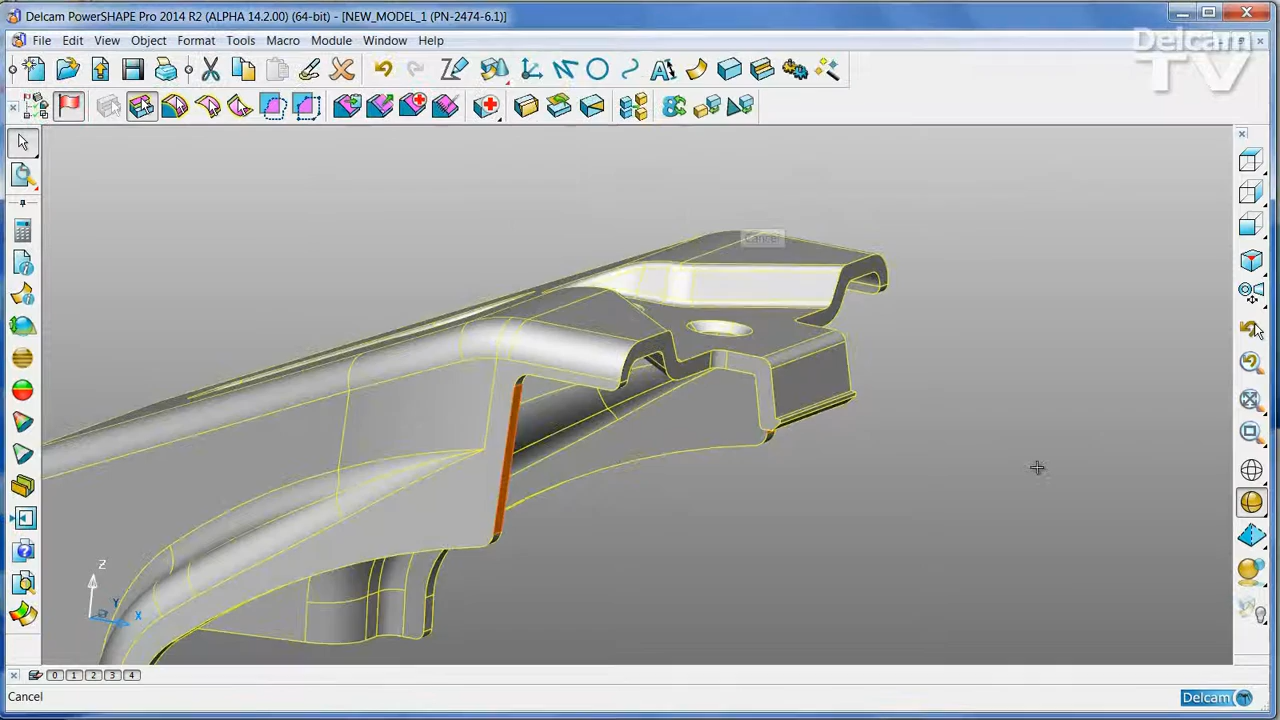 Delcam PowerSHAPE Pro 2014 R2 (ALPHA 14.2.00) (64-bit) - [NEW_MODEL_1 (PN-2474-6.1)]
File Edit View Object Format Tools Macro Module Window Help
Delcam
TV
Cancel
Z
Y
X
0 1 2 3 4
Cancel
Delcam